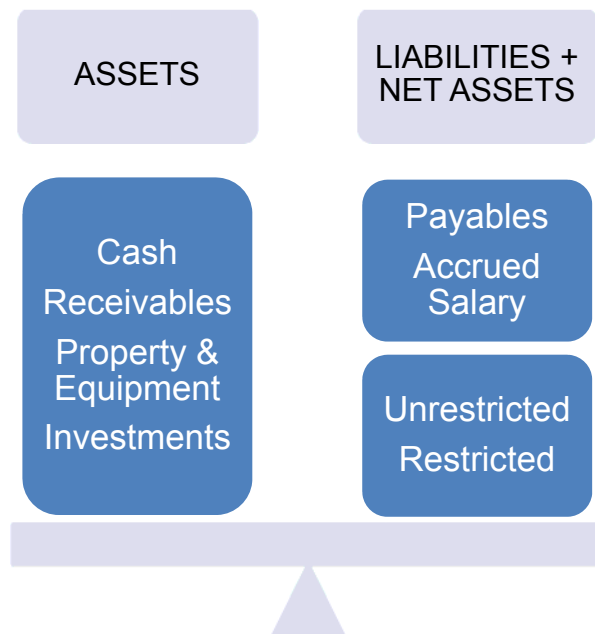 ASSETS
LIABILITIES +
NET ASSETS
Cash
Receivables
Property &
Equipment
Investments
Payables
Accrued
Salary
Unrestricted
Restricted